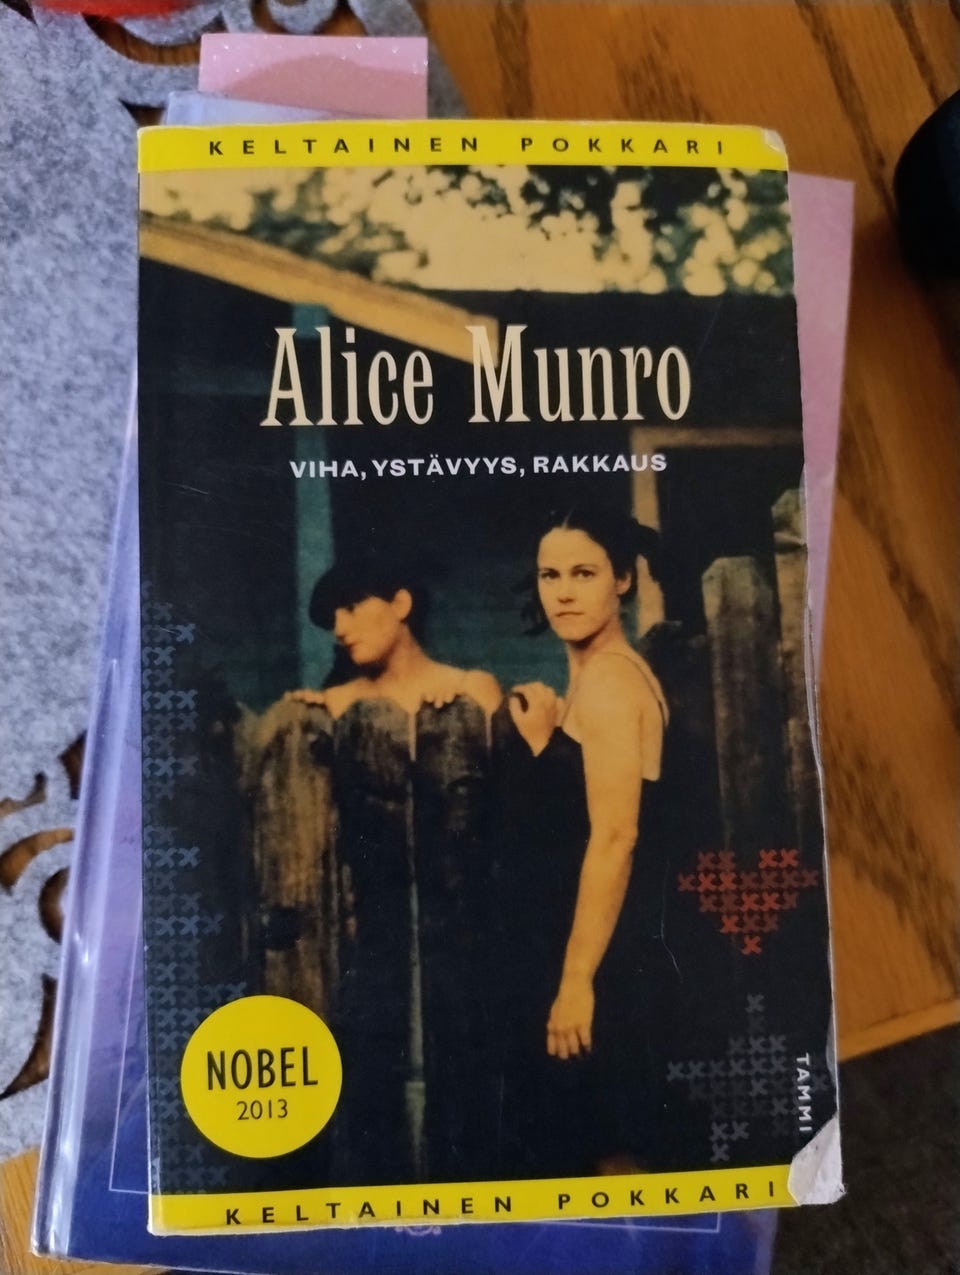 KELTAINEN POKKARI
Alice Munro
VIHA, YSTÄVYYS, RAKKAUS
NOBEL
2013
TAMMI
KELTAINEN POKKARI